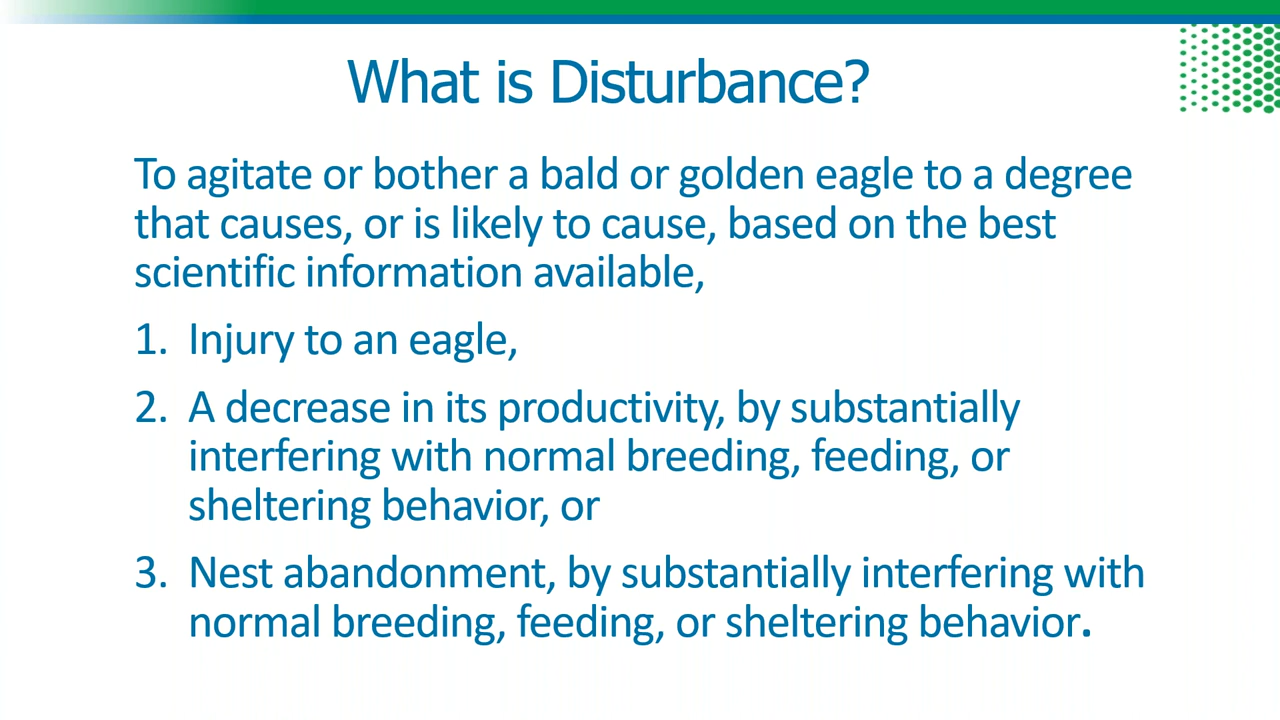 What is Disturbance?
To agitate or bother a bald or golden eagle to a degree
that causes, or is likely to cause, based on the best
scientific information available,
1. Injury to an eagle,
2. A decrease in its productivity, by substantially
interfering with normal breeding, feeding, or
sheltering behavior, or
3. Nest abandonment, by substantially interfering with
normal breeding, feeding, or sheltering behavior.